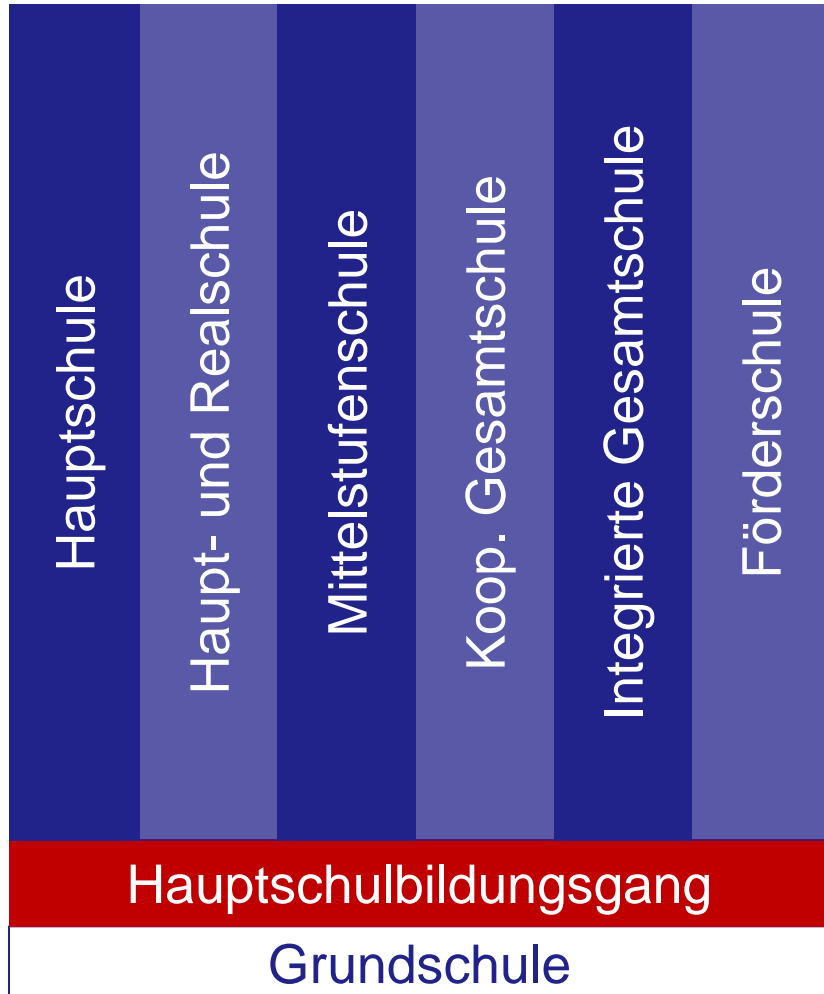 Hauptschule
Haupt- und Realschule
Mittelstufenschule
Koop. Gesamtschule
Integrierte Gesamtschule
Förderschule
Hauptschulbildungsgang
Grundschule